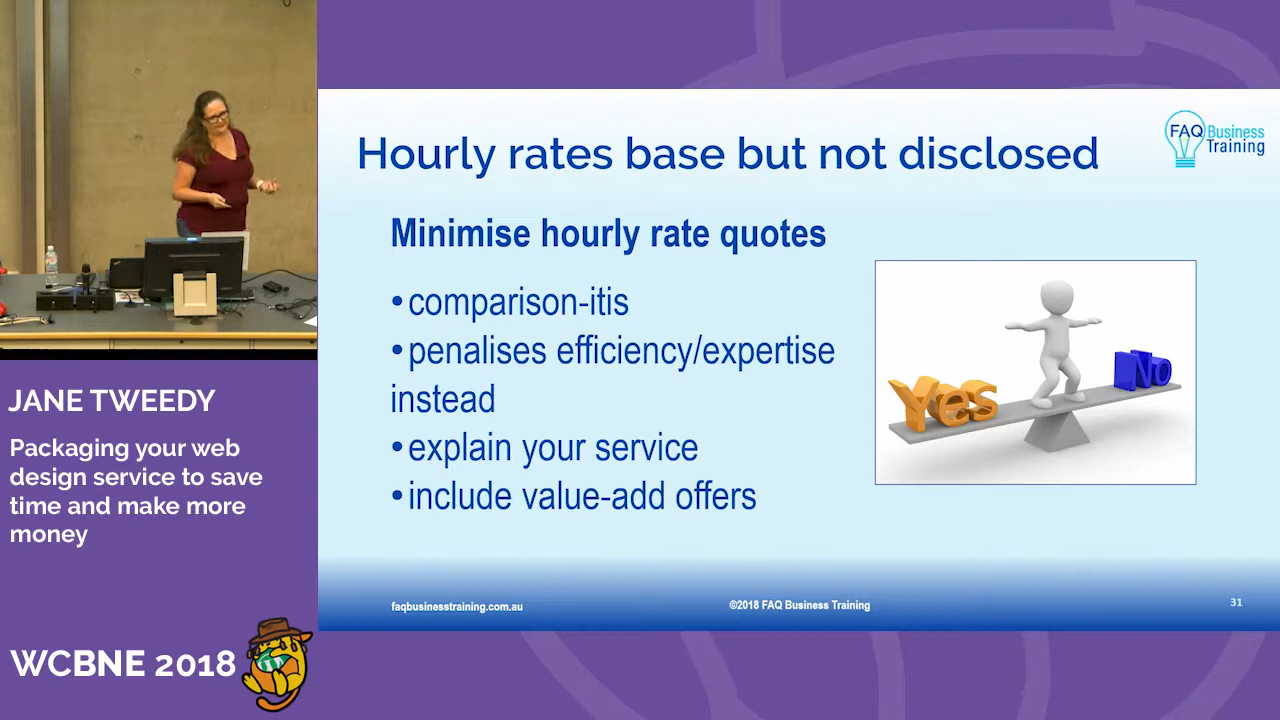 Hourly rates base but not disclosed
FAQ Business
Training
Minimise hourly rate quotes
•comparison-itis
•penalises efficiency/expertise
instead
•explain your service
•include value-add offers
Yes
No
faqbusinesstraining.com.au
©2018 FAQ Business Training
31
JANE TWEEDY
Packaging your web
design service to save
time and make more
money
WCBNE 2018